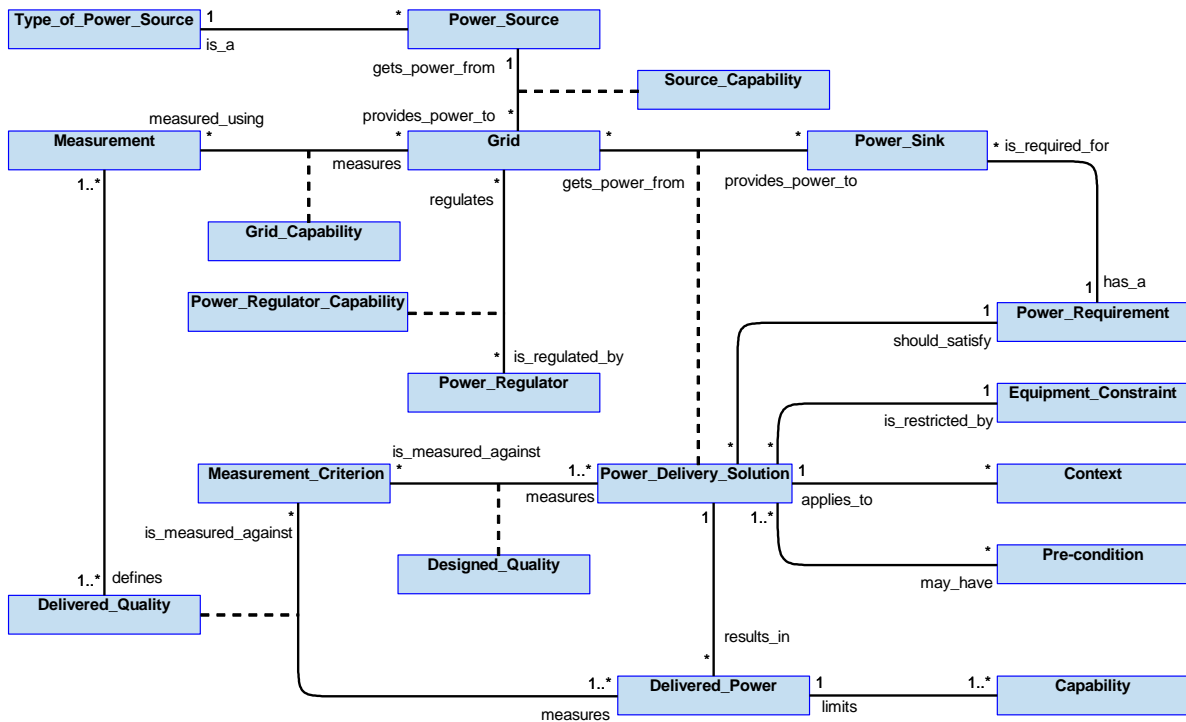 Type_of_Power_Source
1
*
is_a
Power_Source
gets_power_from
1
Source_Capability
provides_power_to
*
measured_using
Measurement
*
*
measures
Grid
*
*
gets_power_from
provides_power_to
Power_Sink
* is_required_for
1..*
*
regulates
Grid_Capability
Power_Regulator_Capability
1
has_a
Power_Requirement
1
should_satisfy
* is_regulated_by
Power_Regulator
1
Equipment_Constraint
is_restricted_by
*
*
is_measured_against
Measurement_Criterion
*
1..*
measures
Power_Delivery_Solution
1
*
applies_to
Context
*
is_measured_against
1
1..*
Designed_Quality
*
Pre-condition
may_have
1..* defines
Delivered_Quality
results_in
*
1..*
measures
Delivered_Power
1
limits
1..*
Capability